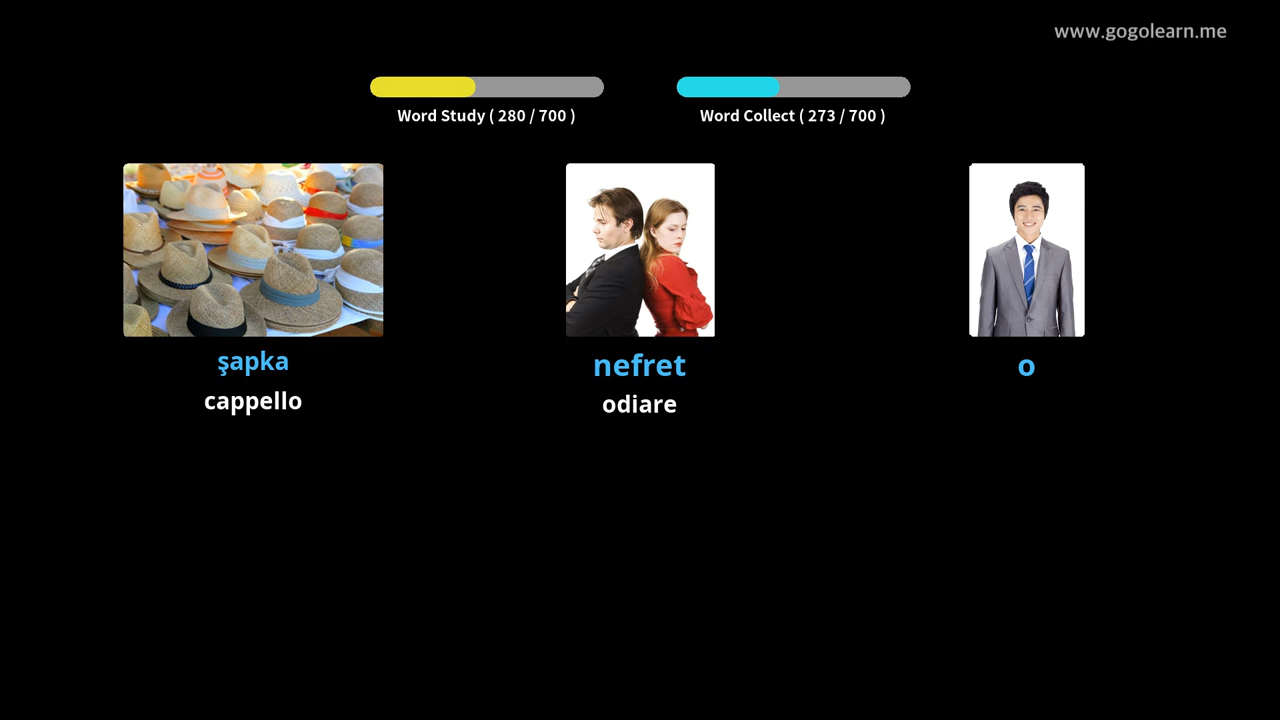 www.gogolearn.me
Word Study ( 280 / 700 )
Word Collect ( 273 / 700 )
şapka
cappello
nefret
odiare
o